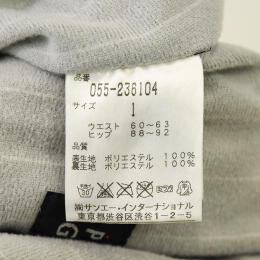 品番
055-236104
サイズ
1
ウエスト 60～63
ヒップ 88～92
品質
表生地 ポリエステル 100%
裏生地 ポリエステル 100%
30
㈱サンエー・インターナショナル
東京都渋谷区渋谷1-2-5
P
G